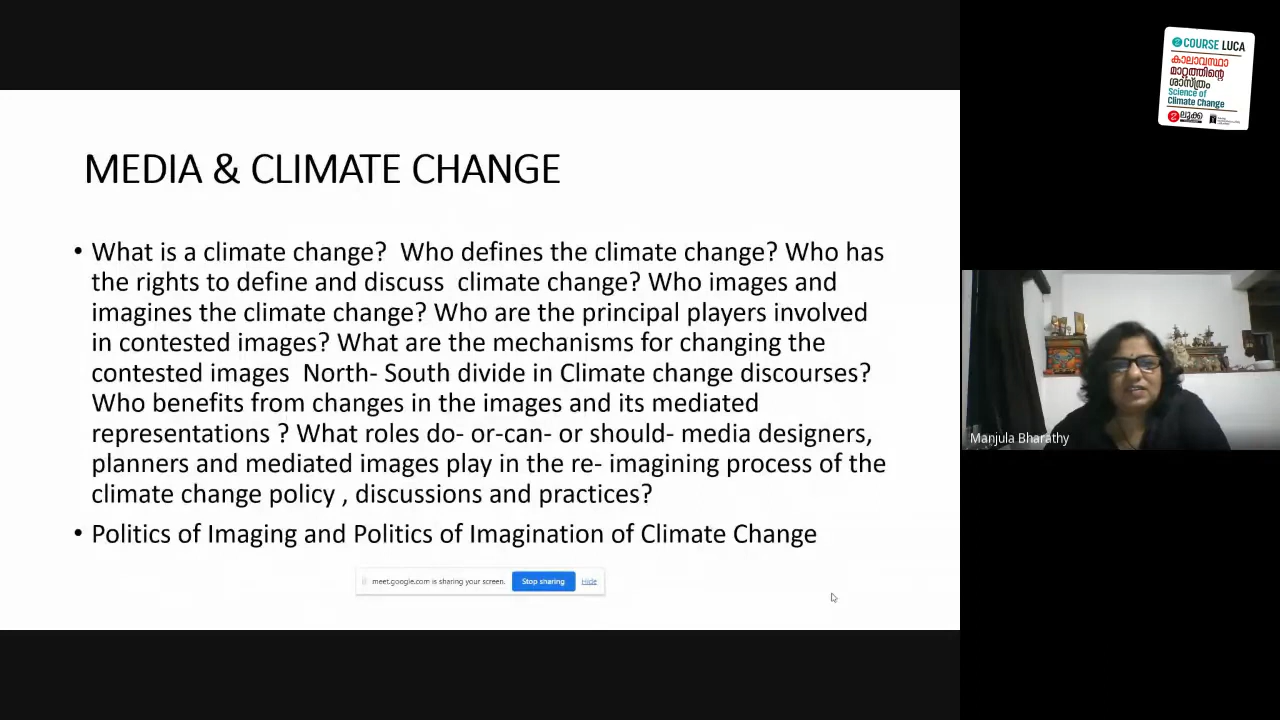 MEDIA & CLIMATE CHANGE
• What is a climate change?  Who defines the climate change? Who has
the rights to define and discuss  climate change? Who images and
imagines the climate change? Who are the principal players involved
in contested images? What are the mechanisms for changing the
contested images  North- South divide in Climate change discourses?
Who benefits from changes in the images and its mediated
representations ? What roles do- or-can- or should- media designers,
planners and mediated images play in the re- imagining process of the
climate change policy , discussions and practices?
• Politics of Imaging and Politics of Imagination of Climate Change
meet.google.com is sharing your screen. Stop sharing Hide
COURSE LUCA
കാലാവസ്ഥാ
മാറ്റത്തിന്റെ
ശാസ്ത്രം
Science of
Climate Change
ലൂക്ക
Manjula Bharathy